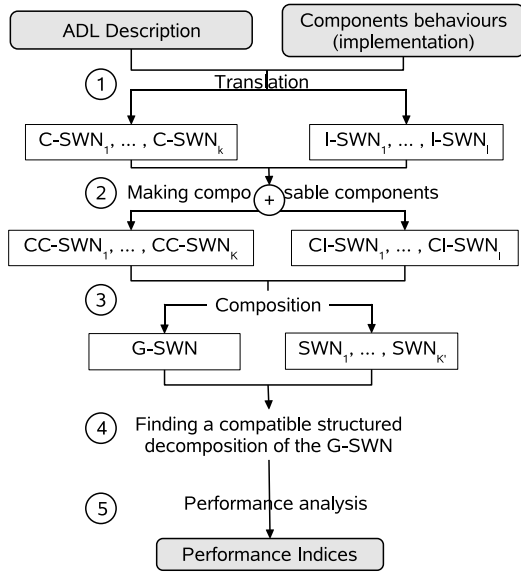 ADL Description
Components behaviours
(implementation)
1
Translation
C-SWN1, ... , C-SWNk
I-SWN1, ... , I-SWNl
2
Making compo + sable components
CC-SWN1, ... , CC-SWNK
CI-SWN1, ... , CI-SWNl
3
Composition
G-SWN
SWN1, ... , SWNK'
4
Finding a compatible structured
decomposition of the G-SWN
5
Performance analysis
Performance Indices